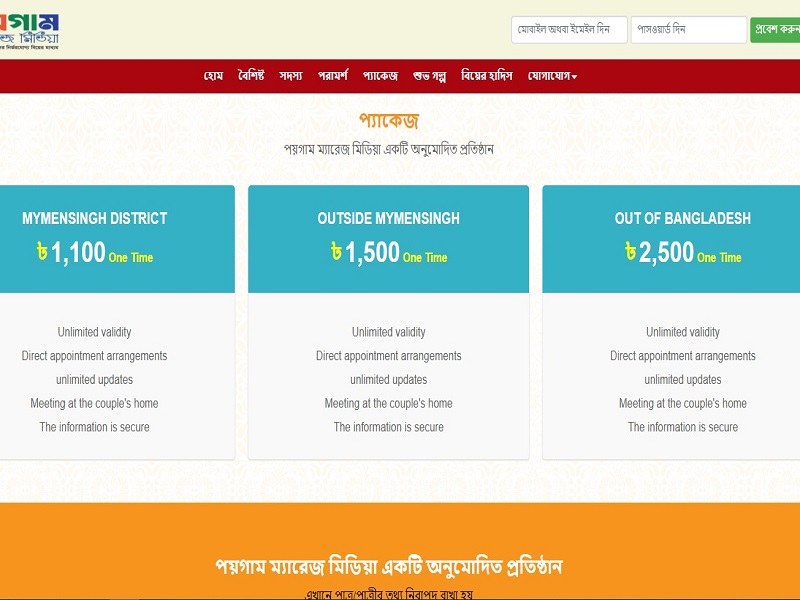 গাম
মিডিয়া
মোবাইল অথবা ইমেইল দিন
পাসওয়ার্ড দিন
প্রবেশ করুন
হোম বৈশিষ্ট সদস্য পরামর্শ প্যাকেজ শুভ গল্প বিয়ের হাদিস যোগাযোগ
প্যাকেজ
পয়গাম ম্যারেজ মিডিয়া একটি অনুমোদিত প্রতিষ্ঠান
MYMENSINGH DISTRICT
৳ 1,100 One Time
Unlimited validity
Direct appointment arrangements
unlimited updates
Meeting at the couple's home
The information is secure
OUTSIDE MYMENSINGH
৳ 1,500 One Time
Unlimited validity
Direct appointment arrangements
unlimited updates
Meeting at the couple's home
The information is secure
OUT OF BANGLADESH
৳ 2,500 One Time
Unlimited validity
Direct appointment arrangements
unlimited updates
Meeting at the couple's home
The information is secure
পয়গাম ম্যারেজ মিডিয়া একটি অনুমোদিত প্রতিষ্ঠান
এখানে পাত্র/পাত্রীর তথ্য নিরাপদ রাখা হয়